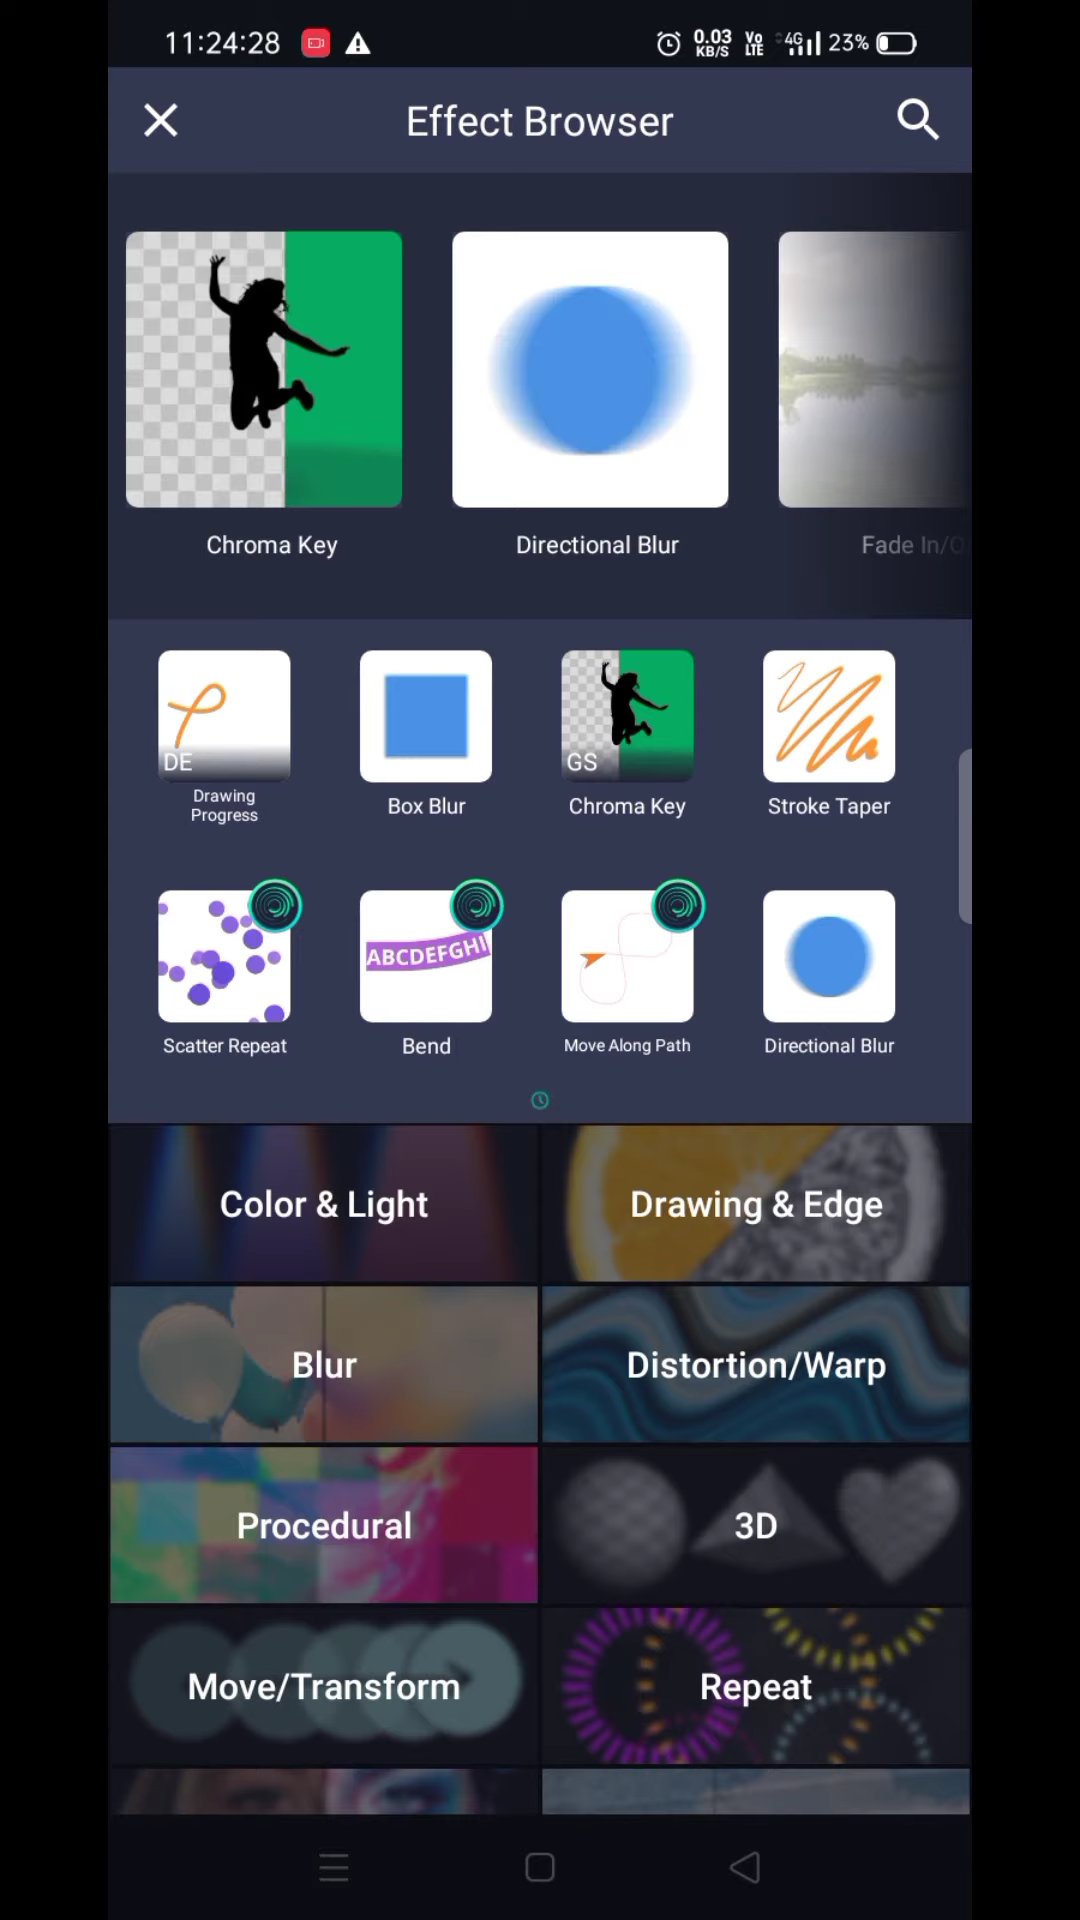 11:24:28
0.03 KB/S
Vo LTE
4G
23%
Effect Browser
Chroma Key
Directional Blur
Fade In/O
DE
GS
Drawing
Progress
Box Blur
Chroma Key
Stroke Taper
ABCDEFGHI
Scatter Repeat
Bend
Move Along Path
Directional Blur
Color & Light
Drawing & Edge
Blur
Distortion/Warp
Procedural
3D
Move/Transform
Repeat